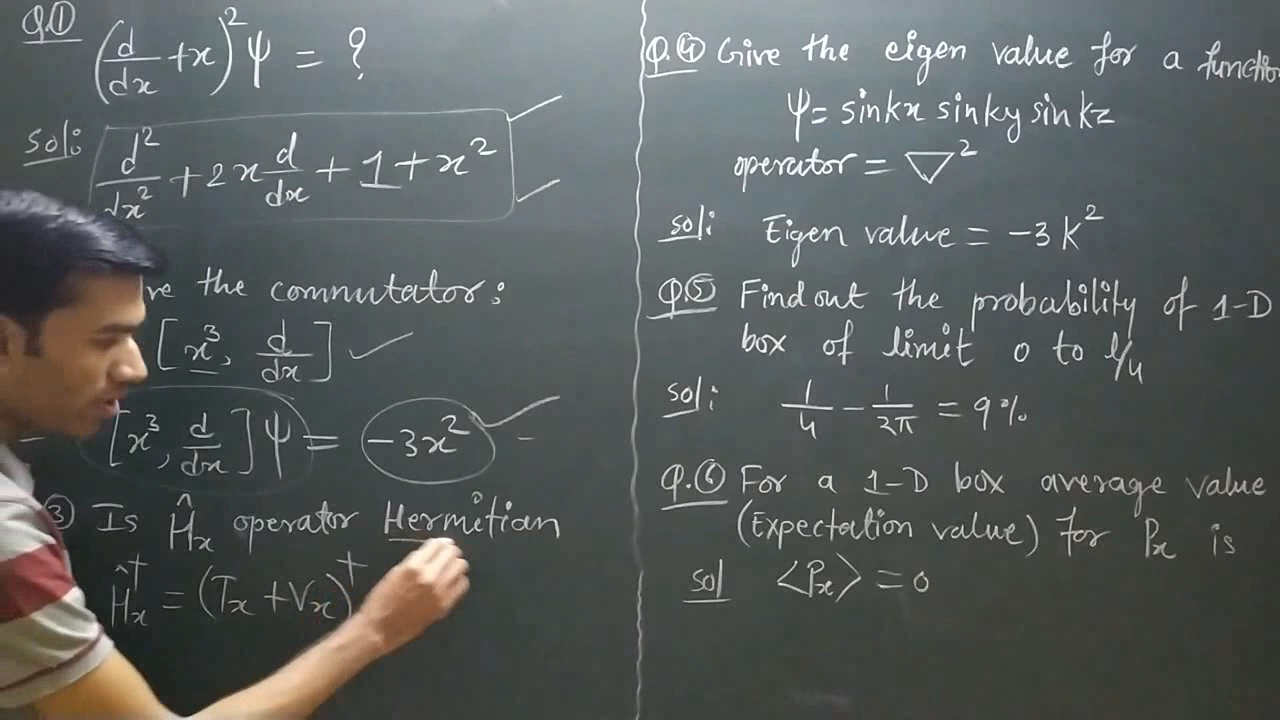 Q.①
(d/dx + x)² ψ = ?
Sol:
d²/dx² + 2x d/dx + 1 + x²
ve the commutator:
[x³, d/dx]
[x³, d/dx] ψ = -3x²
③ Is Ĥx operator Hermitian
Ĥx† = (Tx + Vx)†
Q.④ Give the eigen value for a function
ψ = sinkx sinky sinkz
operator = ▽²
sol: Eigen value = -3k²
Q.⑤ Find out the probability of 1-D
box of limit 0 to l/4
sol: 1/4 - 1/2π = 9%
Q.⑥ For a 1-D box average value
(Expectation value) for Px is
sol <Px> = 0